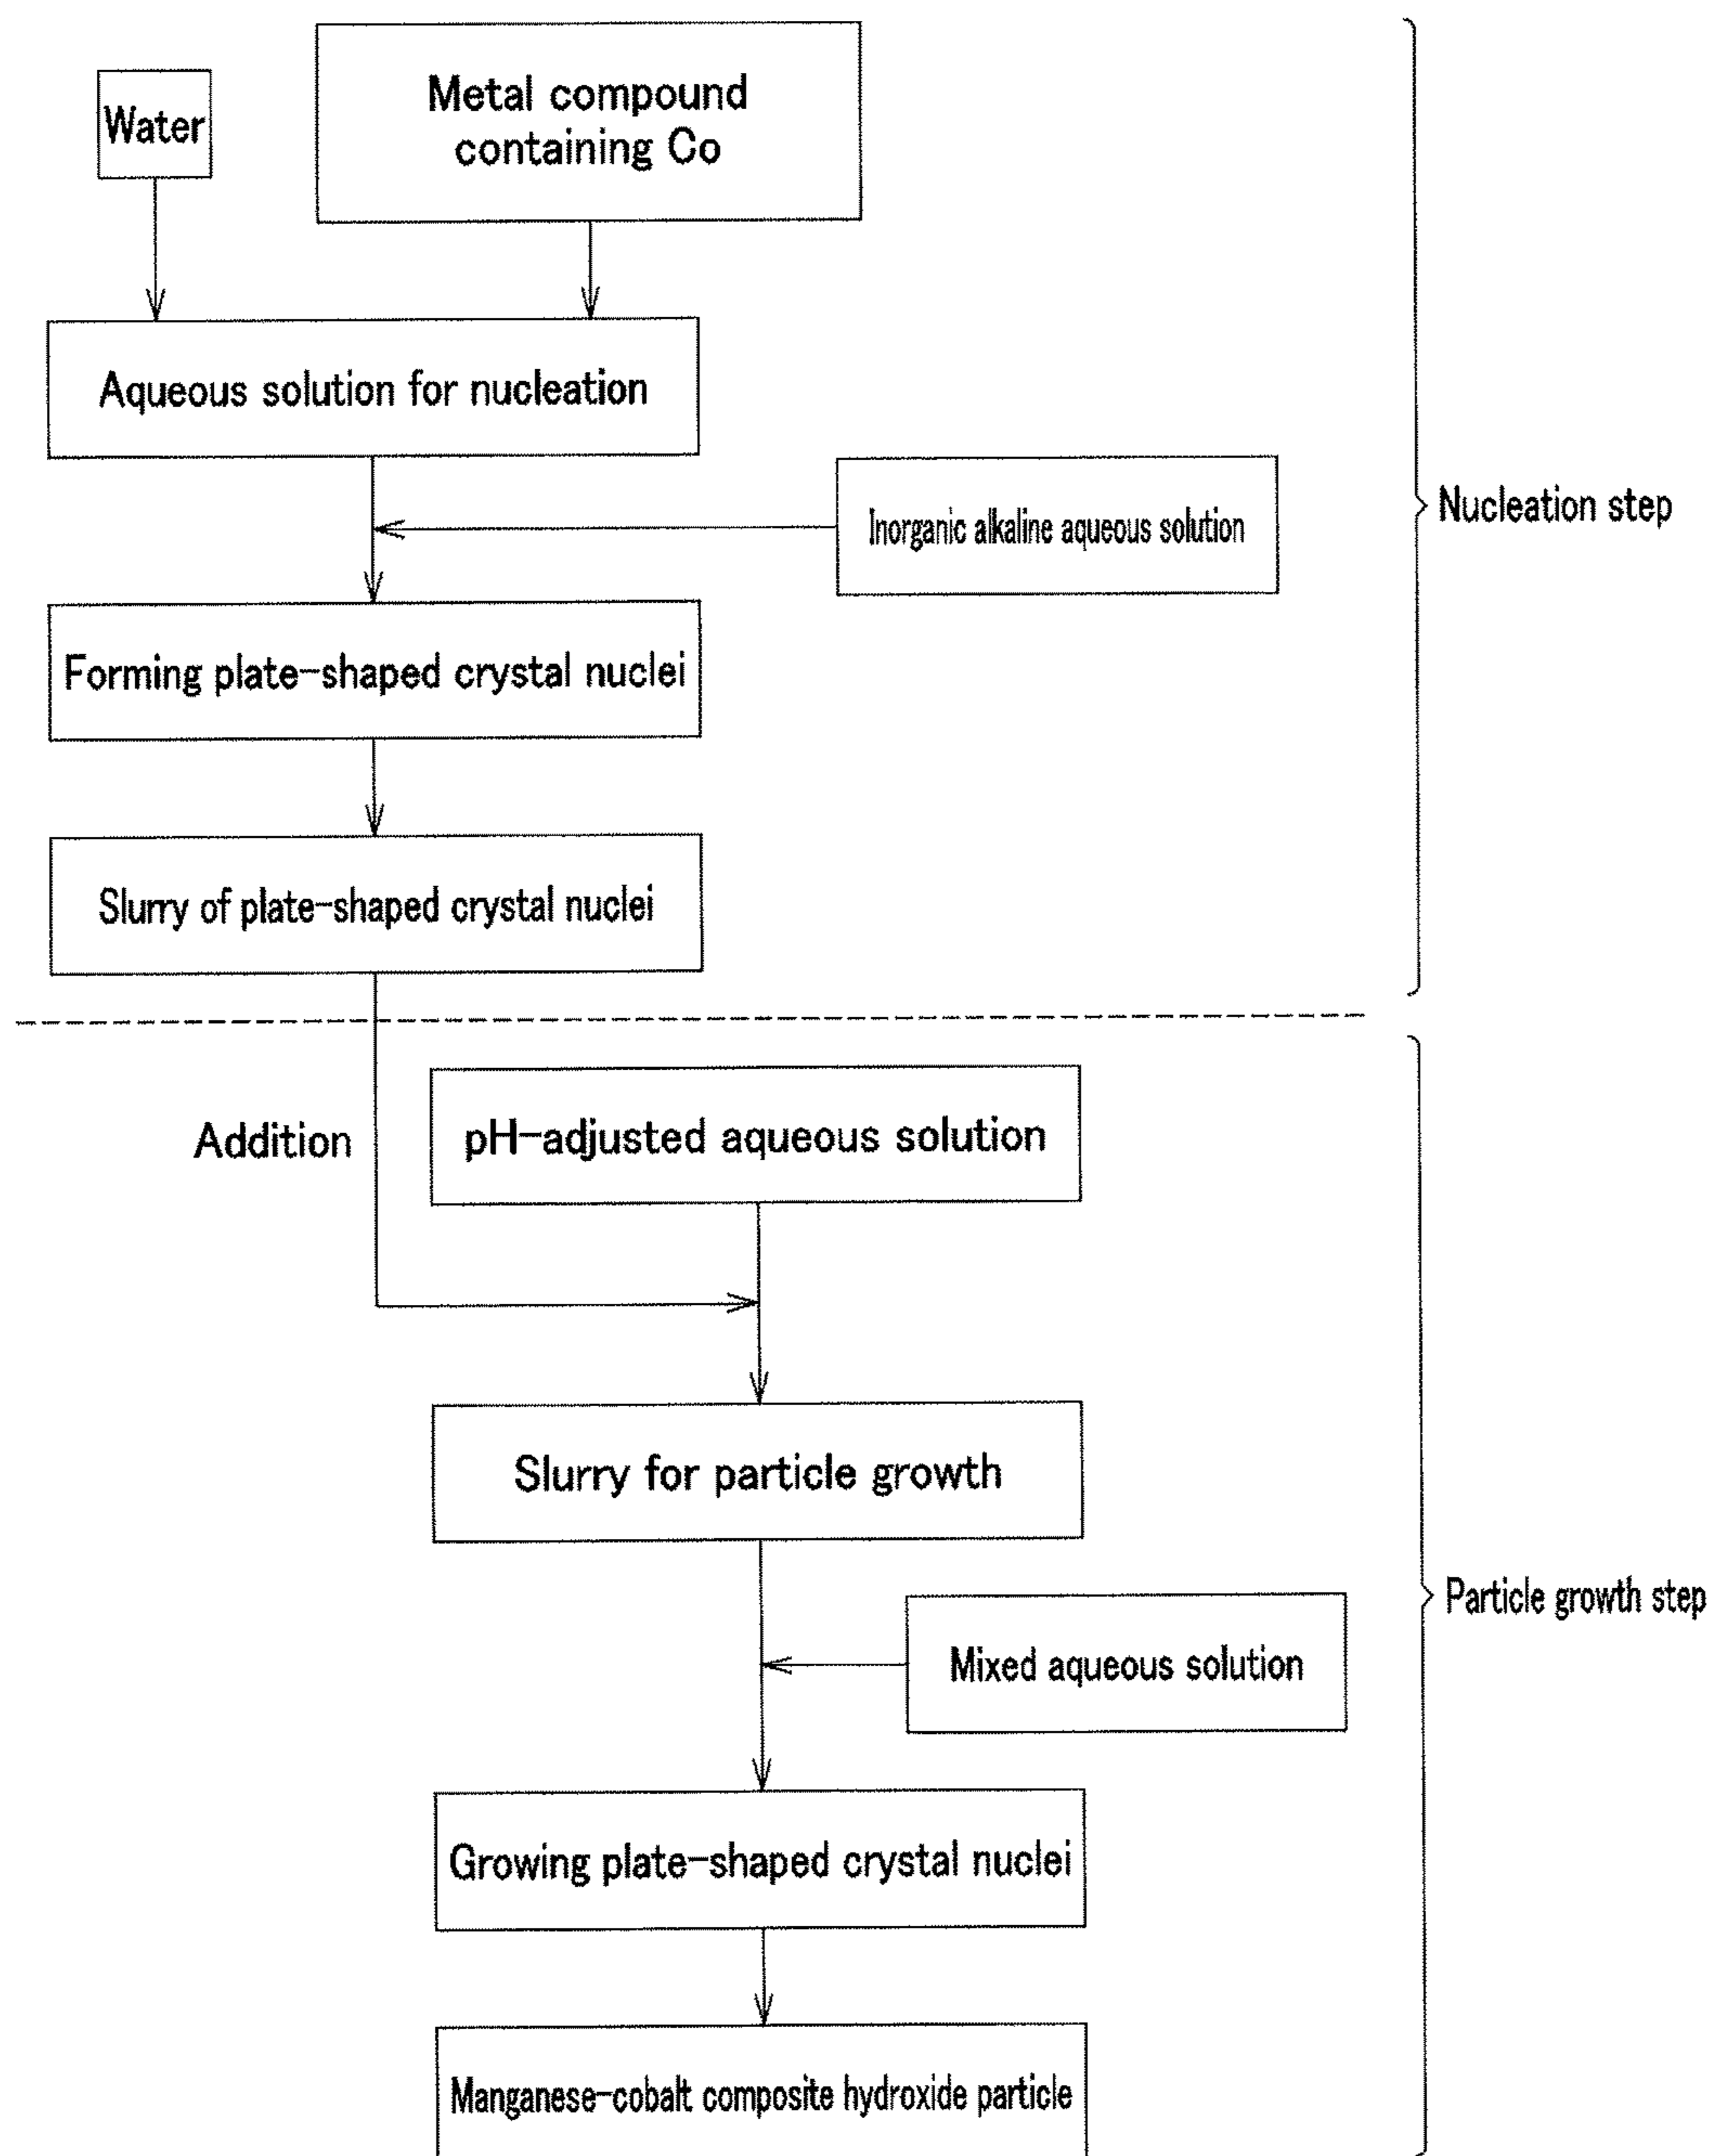 Water
Metal compound
containing Co
Aqueous solution for nucleation
Inorganic alkaline aqueous solution
Nucleation step
Forming plate-shaped crystal nuclei
Slurry of plate-shaped crystal nuclei
Addition
pH-adjusted aqueous solution
Slurry for particle growth
Particle growth step
Mixed aqueous solution
Growing plate-shaped crystal nuclei
Manganese-cobalt composite hydroxide particle